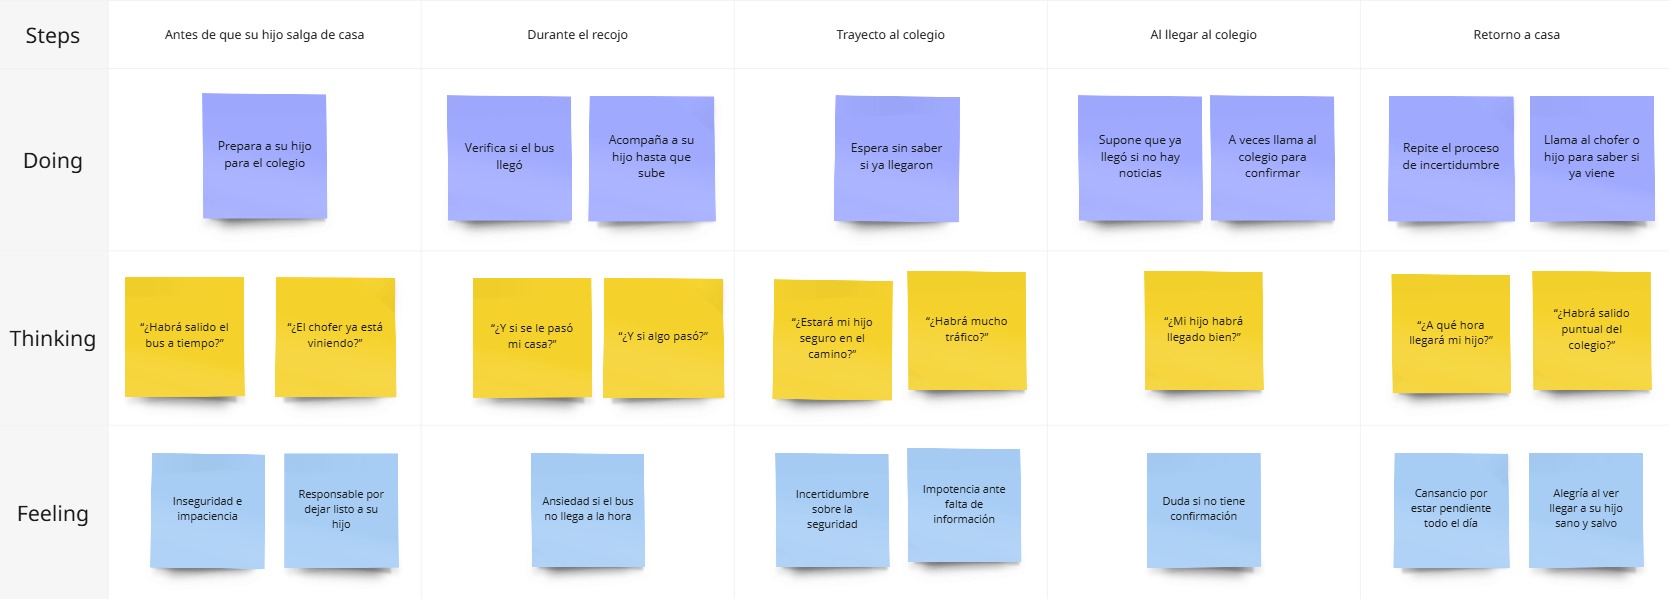 Steps
Antes de que su hijo salga de casa
Durante el recojo
Trayecto al colegio
Al llegar al colegio
Retorno a casa
Doing
Prepara a su hijo
para el colegio
Verifica si el bus
llegó
Acompaña a su
hijo hasta que
sube
Espera sin saber
si ya llegaron
Supone que ya
llegó si no hay
noticias
A veces llama al
colegio para
confirmar
Repite el proceso
de incertidumbre
Llama al chofer o
hijo para saber si
ya viene
Thinking
“¿Habrá salido el
bus a tiempo?”
“¿El chofer ya está
viniendo?”
“¿Y si se le pasó
mi casa?”
“¿Y si algo pasó?”
“¿Estará mi hijo
seguro en el
camino?”
“¿Habrá mucho
tráfico?”
“¿Mi hijo habrá
llegado bien?”
“¿A qué hora
llegará mi hijo?”
“¿Habrá salido
puntual del
colegio?”
Feeling
Inseguridad e
impaciencia
Responsable por
dejar listo a su
hijo
Ansiedad si el bus
no llega a la hora
Incertidumbre
sobre la
seguridad
Impotencia ante
falta de
información
Duda si no tiene
confirmación
Cansancio por
estar pendiente
todo el día
Alegría al ver
llegar a su hijo
sano y salvo